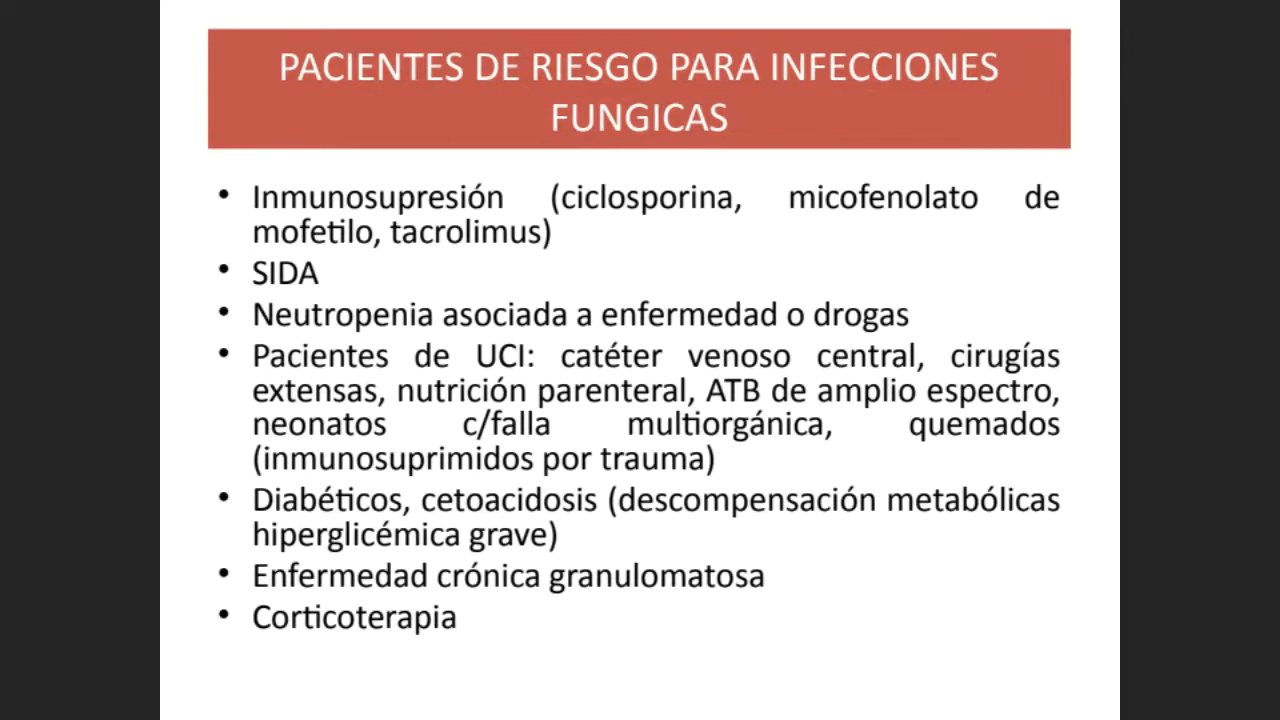 PACIENTES DE RIESGO PARA INFECCIONES
FUNGICAS
• Inmunosupresión (ciclosporina, micofenolato de
mofetilo, tacrolimus)
• SIDA
• Neutropenia asociada a enfermedad o drogas
• Pacientes de UCI: catéter venoso central, cirugías
extensas, nutrición parenteral, ATB de amplio espectro,
neonatos c/falla multiorgánica, quemados
(inmunosuprimidos por trauma)
• Diabéticos, cetoacidosis (descompensación metabólicas
hiperglicémica grave)
• Enfermedad crónica granulomatosa
• Corticoterapia